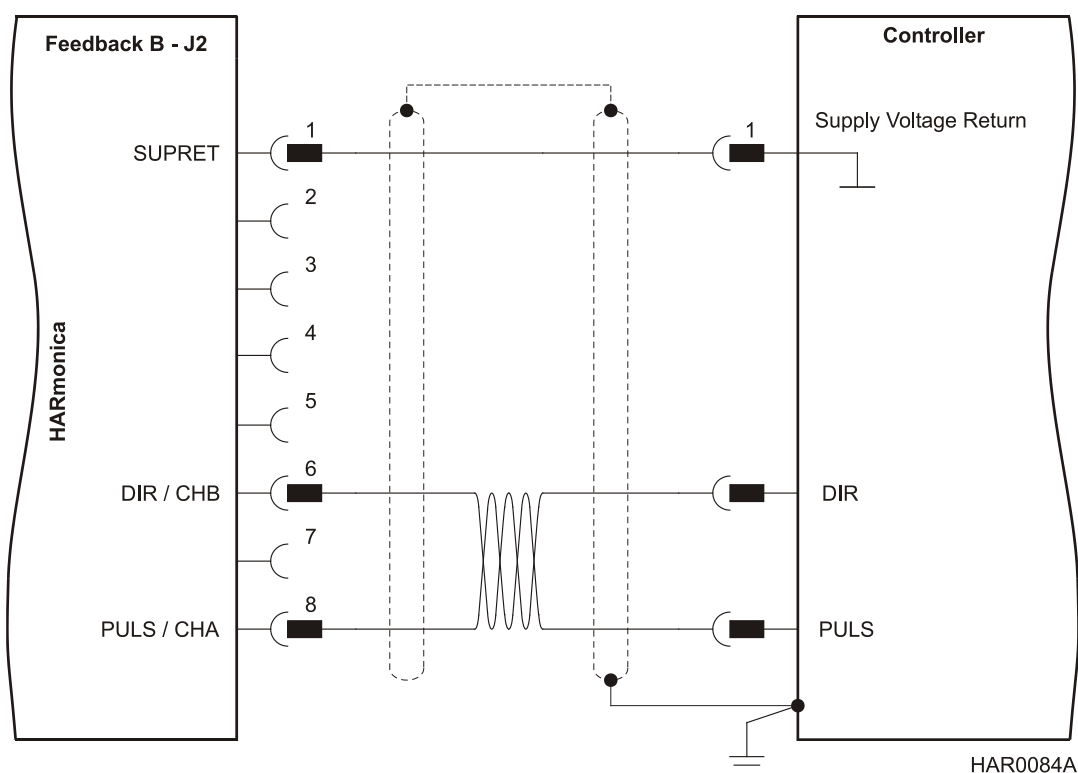 Feedback B - J2
Controller
SUPRET
1
1
Supply Voltage Return
2
3
4
5
HARmonica
DIR / CHB
6
DIR
7
PULS / CHA
8
PULS
HAR0084A